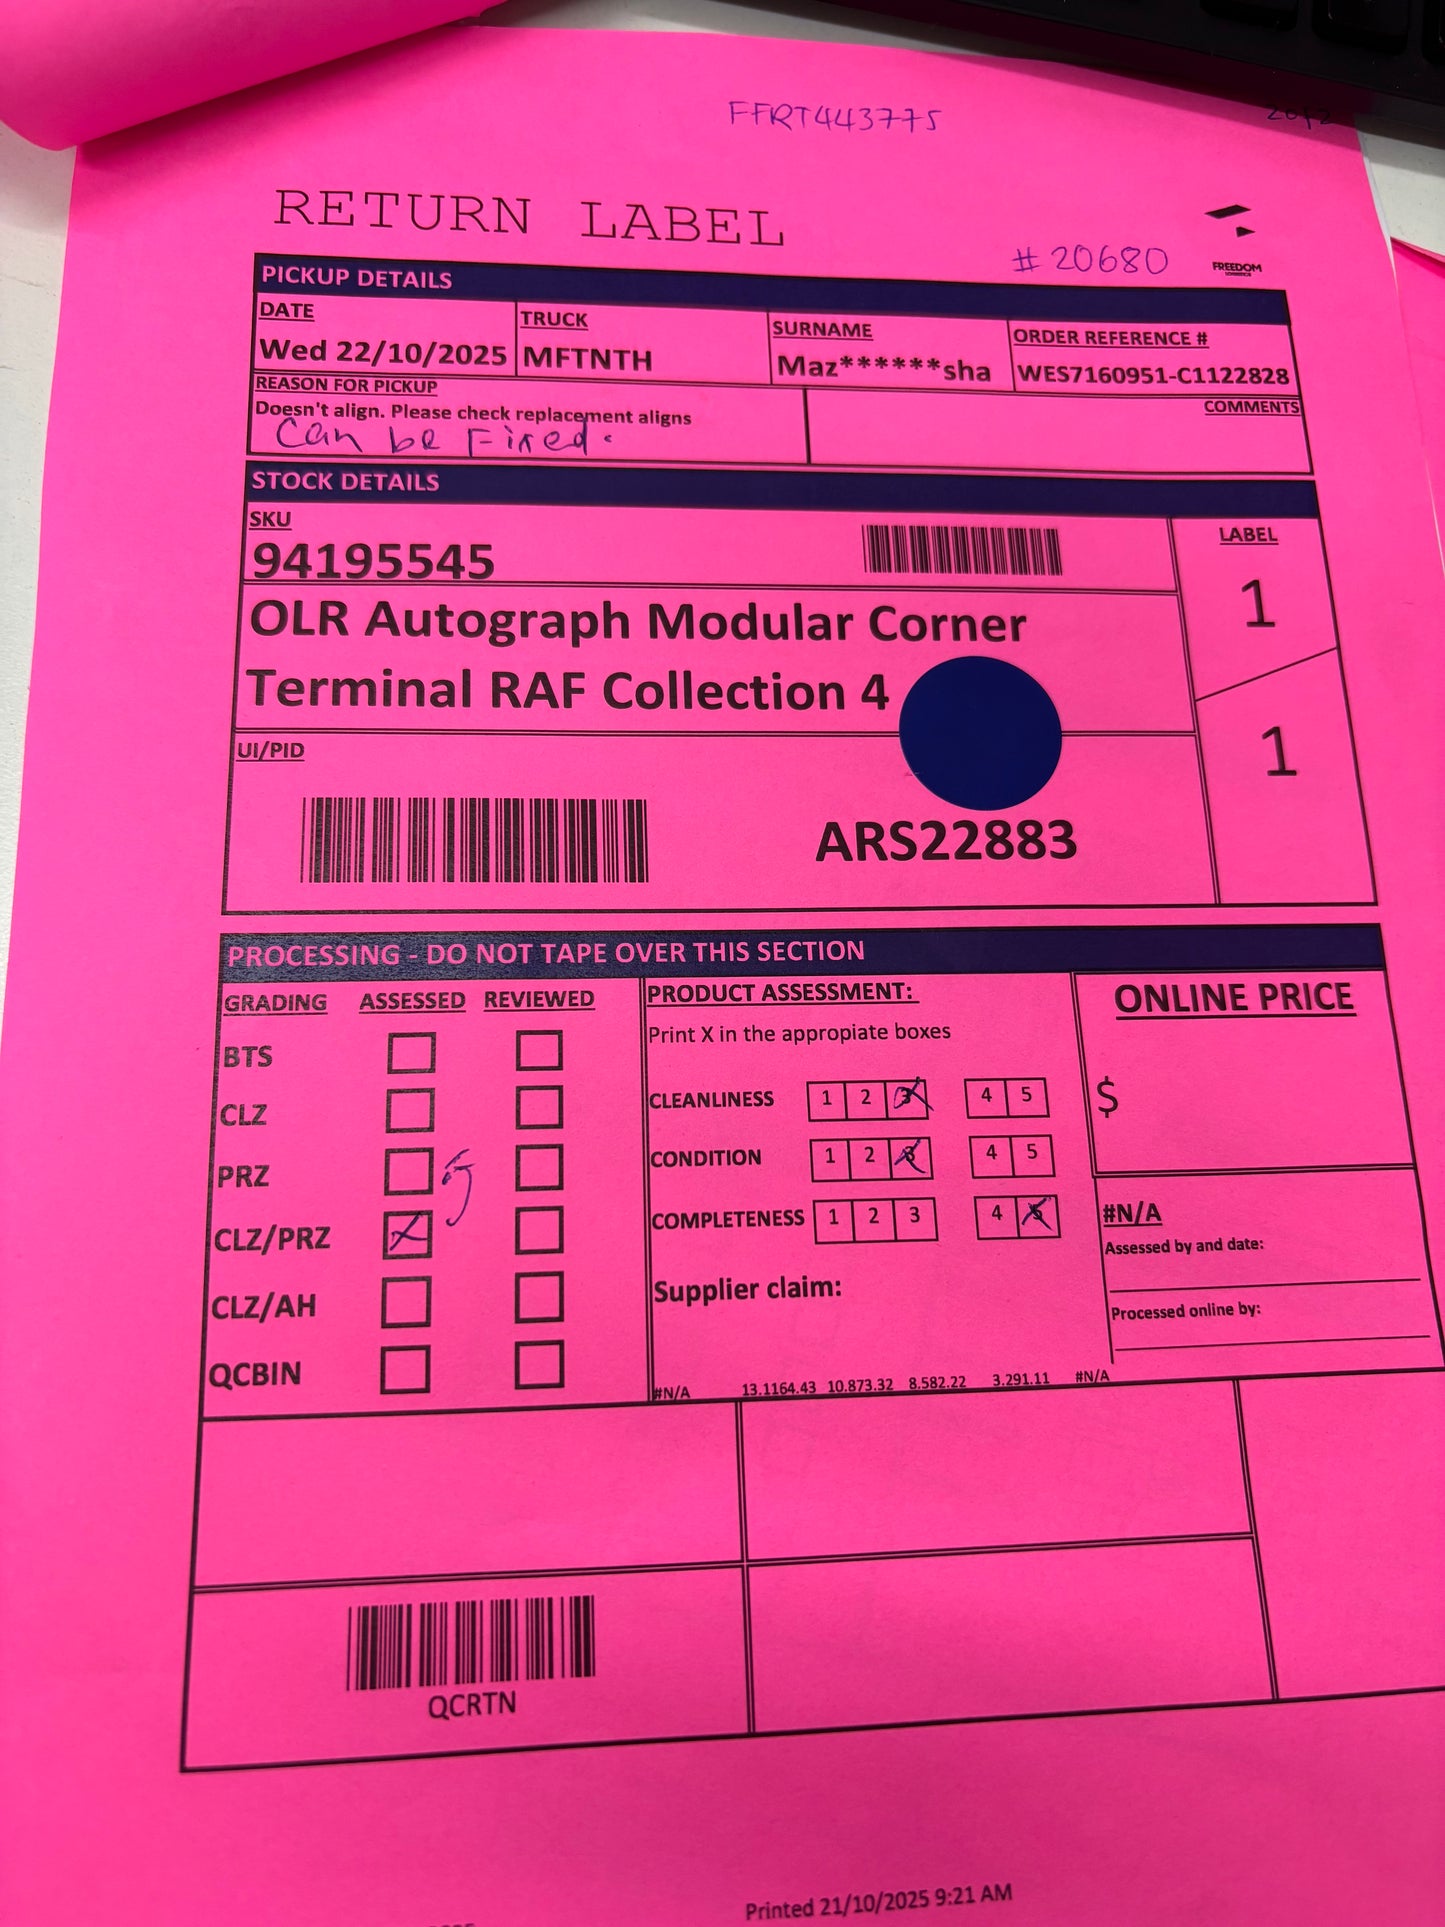 FFRT443775
RETURN LABEL
#20680
FREEDOM
PICKUP DETAILS
DATE TRUCK SURNAME ORDER REFERENCE #
Wed 22/10/2025 MFTNTH Maz******sha WES7160951-C1122828
REASON FOR PICKUP
COMMENTS
Doesn't align. Please check replacement aligns
Can be Fixed.
STOCK DETAILS
SKU
LABEL
94195545
1
OLR Autograph Modular Corner
Terminal RAF Collection 4
UI/PID
1
ARS22883
PROCESSING - DO NOT TAPE OVER THIS SECTION
GRADING ASSESSED REVIEWED PRODUCT ASSESSMENT: ONLINE PRICE
Print X in the appropiate boxes
BTS
CLEANLINESS 1 2 3 4 5 $
CLZ
CONDITION 1 2 3 4 5
PRZ
COMPLETENESS 1 2 3 4 5 #N/A
CLZ/PRZ X
Assessed by and date:
Supplier claim:
CLZ/AH
Processed online by:
QCBIN
#N/A 13.1164.43 10.873.32 8.582.22 3.291.11 #N/A
QCRTN
Printed 21/10/2025 9:21 AM